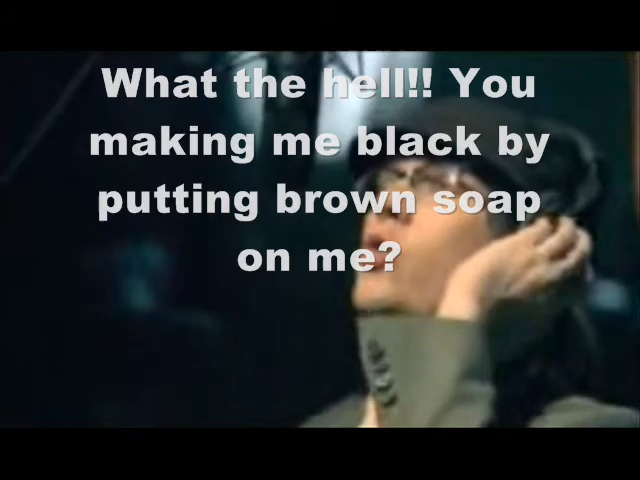 What the hell!! You
making me black by
putting brown soap
on me?